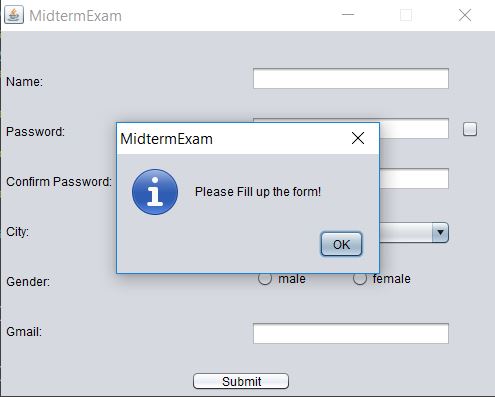 MidtermExam
Name:
Password:
MidtermExam
Please Fill up the form!
OK
Confirm Password:
City:
Gender:
male
female
Gmail:
Submit